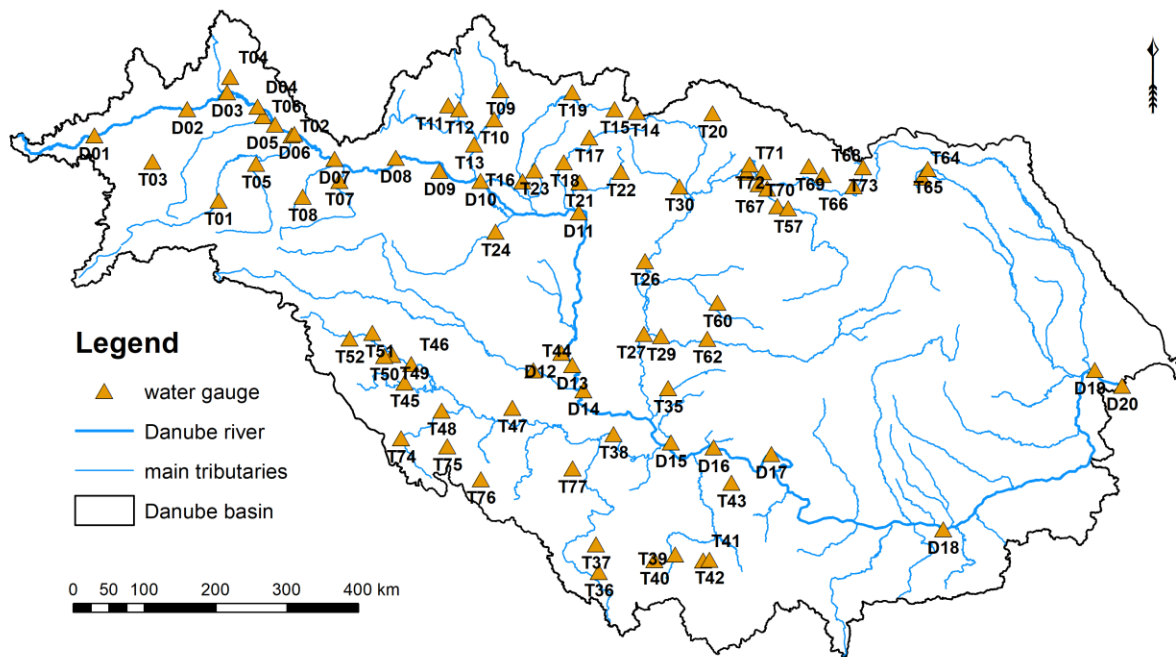 T04
D04
T06
D03
T02
D02
D05
D06
D01
T03
T05
D07
T07
T08
T01
T09
T11
T12
T10
T13
D08
D09
T16
D10
T23
T24
T19
T15
T14
T17
T18
T22
T21
D11
T20
T30
T71
T72
T70
T67
T57
T68
T69
T66
T73
T64
T65
T26
T60
T27
T29
T62
T35
T52
T51
T46
T50
T49
T45
T44
D12
D13
D14
T48
T47
T74
T75
T76
T38
D15
D16
D17
T77
T43
T37
T36
T39
T40
T41
T42
D18
D19
D20
Legend
water gauge
Danube river
main tributaries
Danube basin
0
100
200
300
400 km